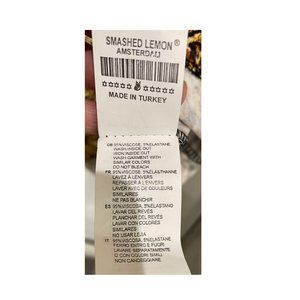 SMASHED LEMON®
AMSTERDAM
MADE IN TURKEY
GB 95%VISCOSE, 5%ELASTANE
WASH INSIDE OUT
IRON INSIDE OUT
WASH GARMENT WITH
SIMILAR COLORS
DO NOT BLEACH
FR 95%VISCOSE, 5%ELASTHANNE
LAVEZ À L'ENVERS
REPASSER À L'ENVERS
LAVER AVEC DE COULEURS
SIMILAIRES
NE PAS BLANCHIR
ES 95%VISCOSA, 5%ELASTANO
LAVAR DEL REVÉS
PLANCHAR DEL REVÉS
LAVAR CON COLORES
SIMILARES
NO USAR LEJIA
IT 95%VISCOSA, 5%ELASTAN
FERRO ENTRO E FUORI
LAVARE SEPARATAMENTE
O CON COLORI SIMILI
NON CANDEGGIARE